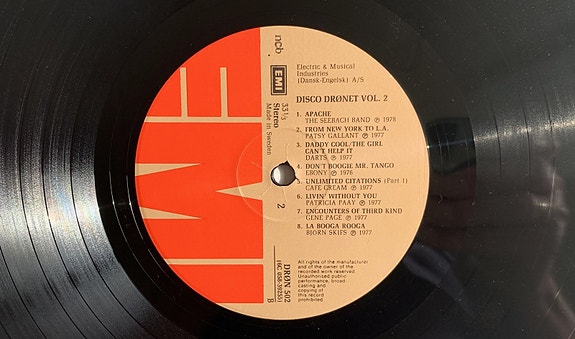 Electric & Musical
Industries
(Dansk-Engelsk) A/S
DISCO DRØNET VOL. 2
1. APACHE
THE SEEBACH BAND ℗ 1978
2. FROM NEW YORK TO L.A.
PATSY GALLANT ℗ 1977
3. DADDY COOL/THE GIRL
CAN'T HELP IT
DARTS ℗ 1977
4. DON'T BOOGIE MR. TANGO
EBONY ℗ 1976
5. UNLIMITED CITATIONS (Part 1)
CAFE CREAM ℗ 1977
6. LIVIN' WITHOUT YOU
PATRICIA PAAY ℗ 1977
7. ENCOUNTERS OF THIRD KIND
GENE PAGE ℗ 1977
8. LA BOOGA ROOGA
BJORN SKIFS ℗ 1977
All rights of the manufacturer
and of the owner of the
recorded work reserved.
Unauthorised public
performance, broad-
casting and
copying of
this record
prohibited
ncb
EMI
33 1/3
Stereo
Made in Sweden
2
DRØN 502
B
EMI